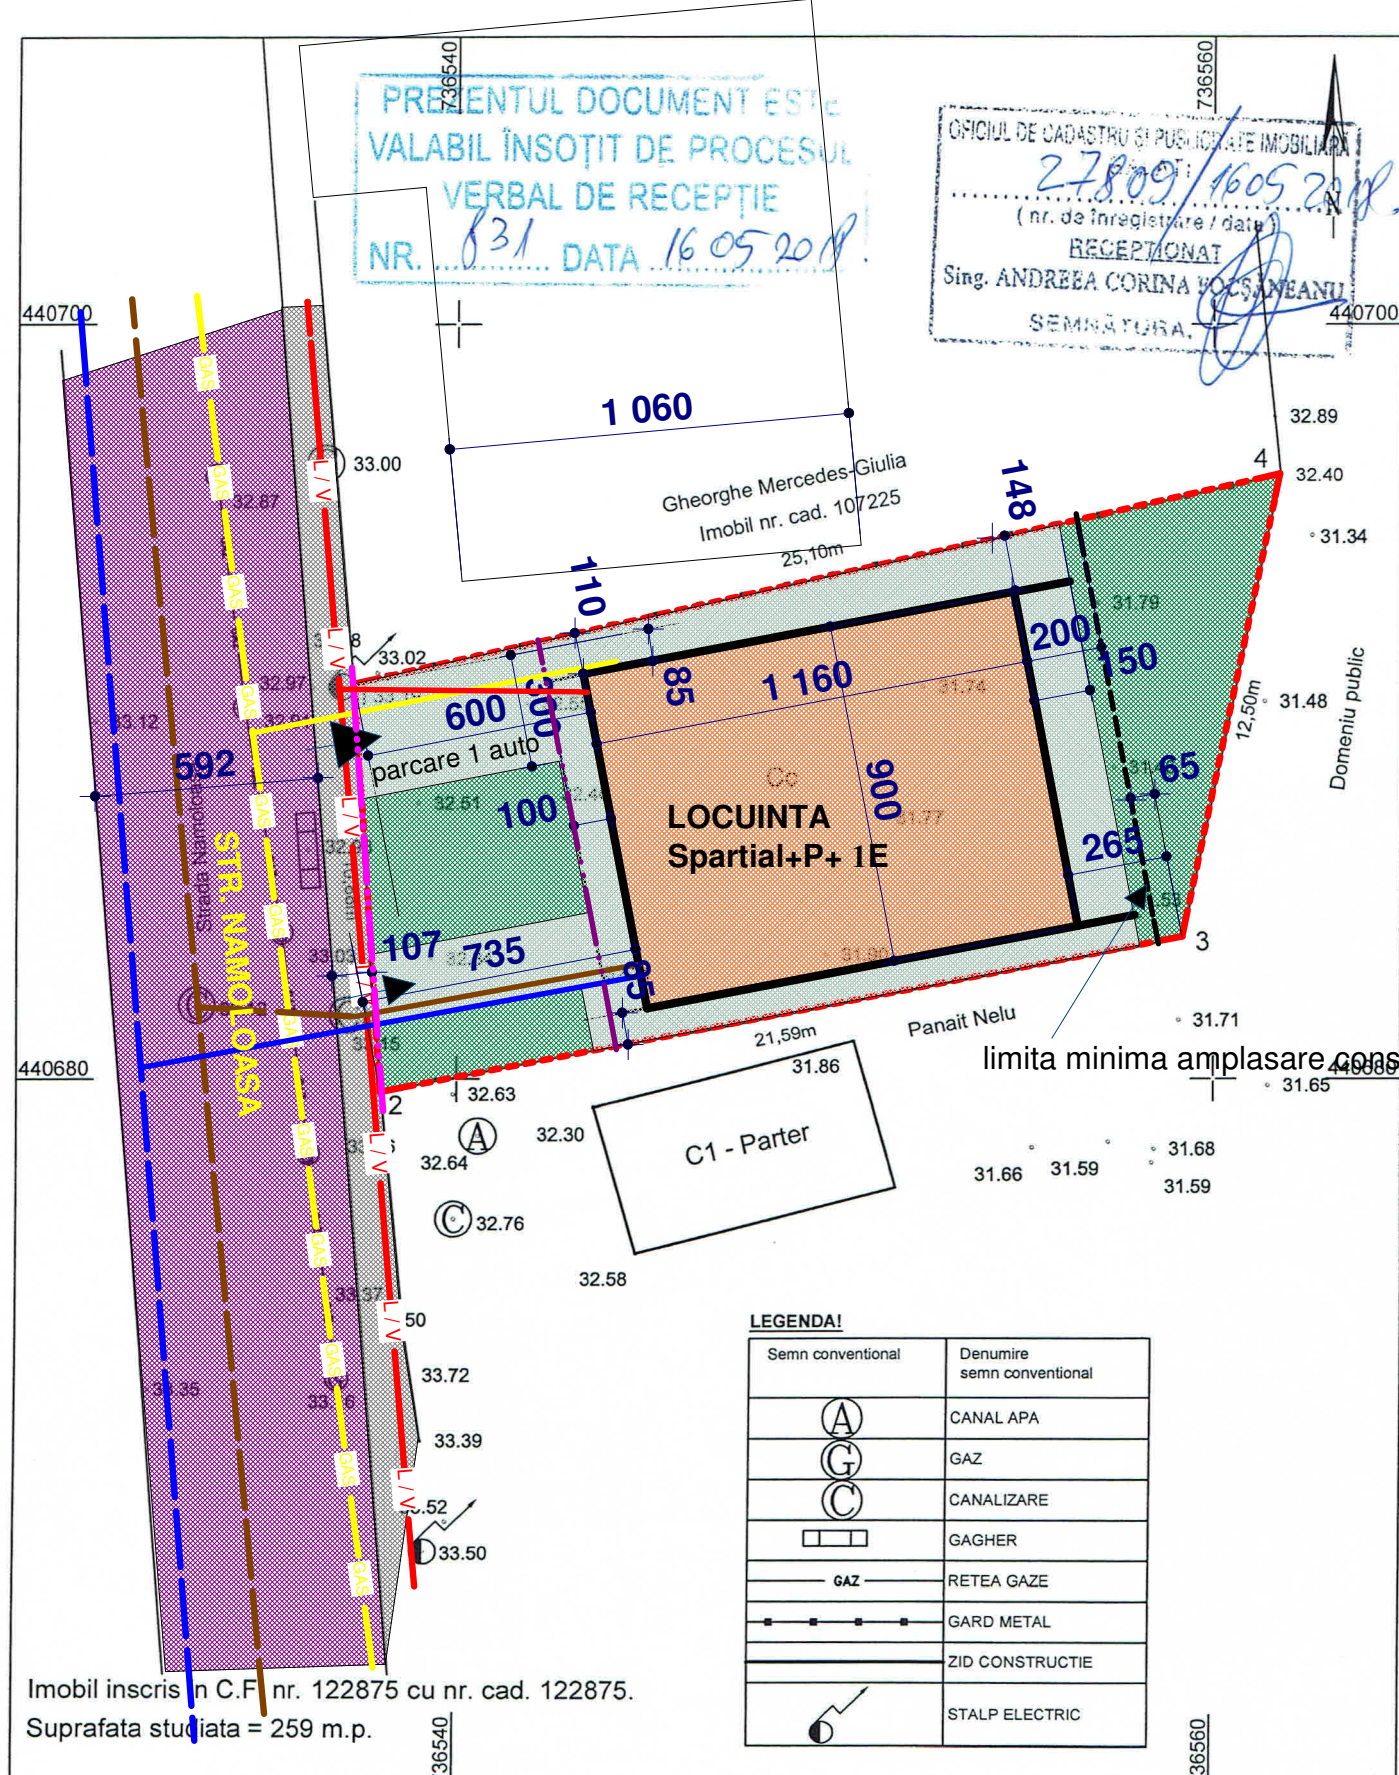 736540
736560
PREZENTUL DOCUMENT ESTE
VALABIL ÎNSOȚIT DE PROCESUL
VERBAL DE RECEPȚIE
NR. 831 DATA 16 05 2018.
OFICIUL DE CADASTRU ȘI PUBLICITATE IMOBILIARĂ
27809/1605 2018.
( nr. de înregistrare / data )
RECEPȚIONAT
Sing. ANDREEA CORINA FOCȘĂNEANU
SEMNĂTURA.
N
440700
440700
1 060
Gheorghe Mercedes-Giulia
Imobil nr. cad. 107225
25,10m
148
4
32.89
32.40
31.34
33.00
32.87
GAS
L / V
110
8
33.02
32.97
33.12
592
600
300
85
1 160
200
150
31.79
31.74
31.48
12,50m
Domeniu public
parcare 1 auto
32.51
100
Cc
900
LOCUINTA
Spartial+P+ 1E
31.77
65
265
Strada Namoloasa
STR. NAMOLOASA
107
735
33.03
31.90
85
3
33.15
21,59m
Panait Nelu
31.71
limita minima amplasare cons
440680
440680
31.86
31.65
2
32.63
A
32.30
32.64
C1 - Parter
31.66
31.59
31.68
31.59
C
32.76
32.58
33.37
50
33.72
33.39
33.50
LEGENDA!
Semn conventional
Denumire
semn conventional
A CANAL APA
G GAZ
C CANALIZARE
GAGHER
GAZ RETEA GAZE
GARD METAL
ZID CONSTRUCTIE
STALP ELECTRIC
Imobil inscris in C.F. nr. 122875 cu nr. cad. 122875.
Suprafata studiata = 259 m.p.
36540
36560